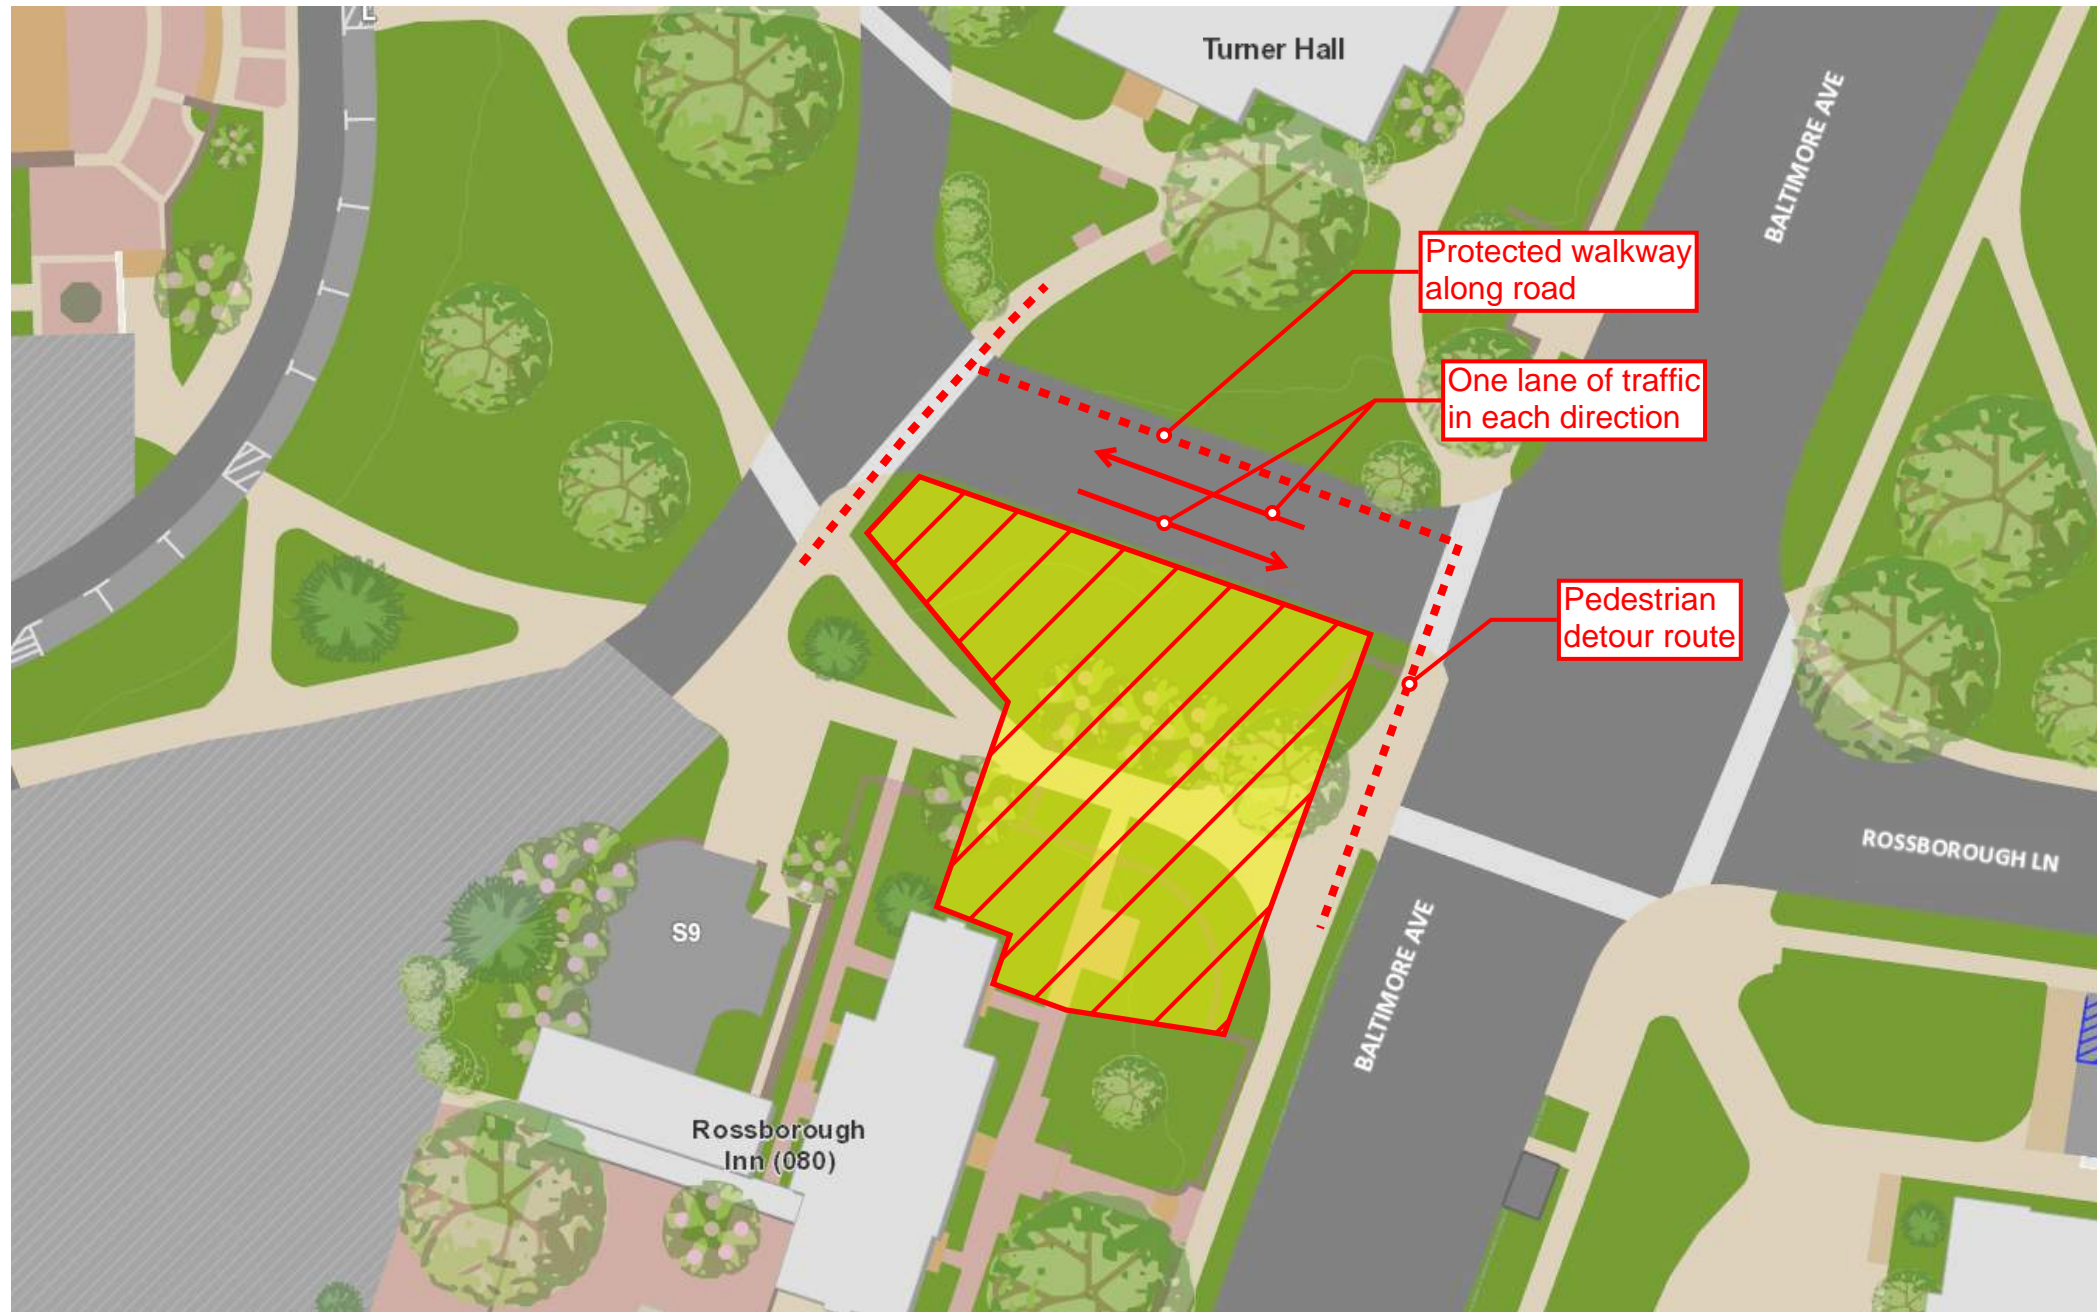 L
Turner Hall
BALTIMORE AVE
Protected walkway
along road
One lane of traffic
in each direction
Pedestrian
detour route
ROSSBOROUGH LN
S9
BALTIMORE AVE
Rossborough
Inn (080)